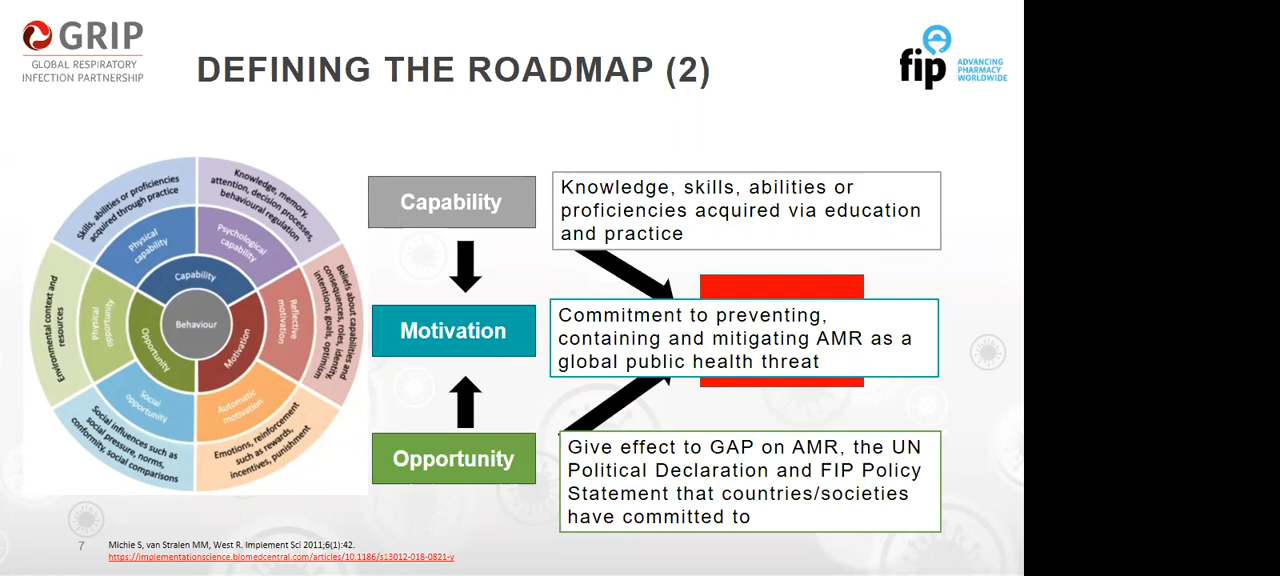 GRIP
GLOBAL RESPIRATORY
INFECTION PARTNERSHIP
DEFINING THE ROADMAP (2)
fip
ADVANCING
PHARMACY
WORLDWIDE
Skills, abilities or proficiencies
acquired through practice
Knowledge, memory,
attention, decision processes,
behavioural regulation
Physical
capability
Psychological
capability
Capability
Environmental context and
resources
Physical
opportunity
Opportunity
Behaviour
Motivation
Reflective
motivation
Beliefs about capabilities and
consequences, roles, identity,
intentions, goals, optimism
Social
opportunity
Automatic
motivation
Social influences such as
social pressure, norms,
conformity, social comparisons
Emotions, reinforcement
such as rewards,
incentives, punishment
Capability
Knowledge, skills, abilities or
proficiencies acquired via education
and practice
Motivation
Commitment to preventing,
containing and mitigating AMR as a
global public health threat
Opportunity
Give effect to GAP on AMR, the UN
Political Declaration and FIP Policy
Statement that countries/societies
have committed to
7
Michie S, van Stralen MM, West R. Implement Sci 2011;6(1):42.
https://implementationscience.biomedcentral.com/articles/10.1186/s13012-018-0821-y